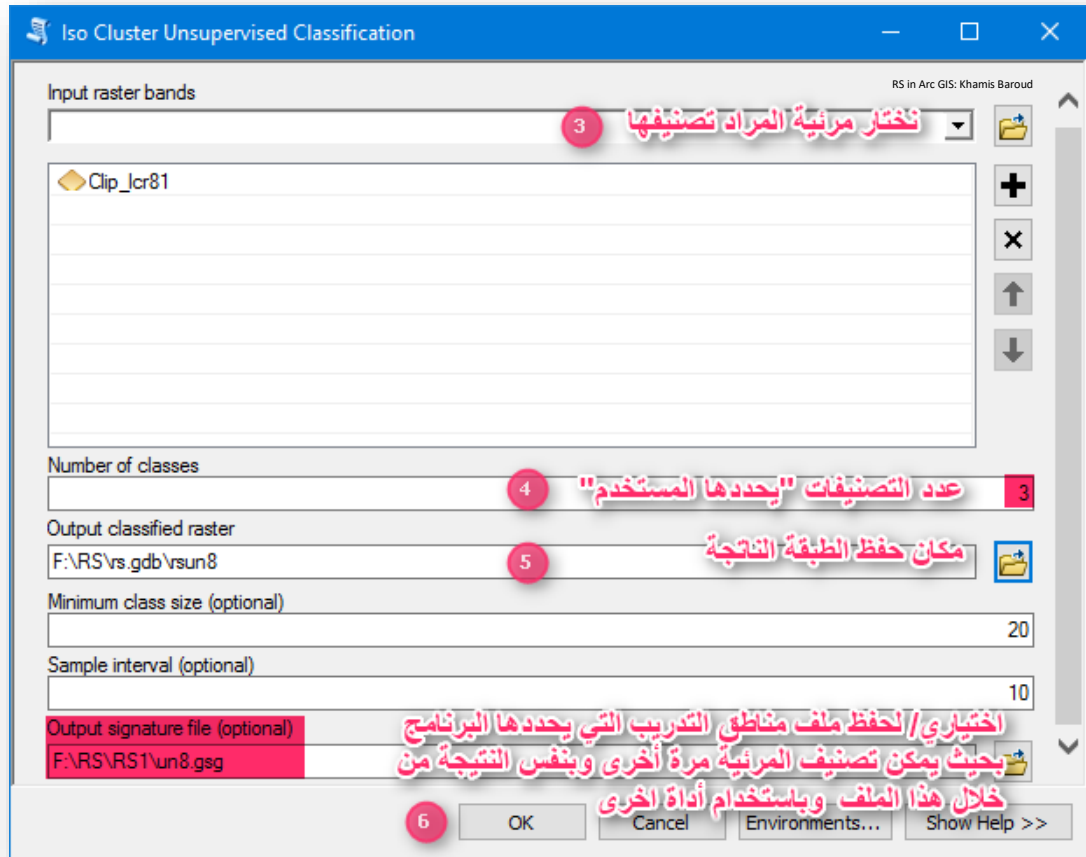 Iso Cluster Unsupervised Classification
RS in Arc GIS: Khamis Baroud
Input raster bands
3 نختار مرئية المراد تصنيفها
Clip_lcr81
Number of classes
4 عدد التصنيفات "يحددها المستخدم" 3
Output classified raster
F:\RS\rs.gdb\rsun8 5 مكان حفظ الطبقة الناتجة
Minimum class size (optional)
20
Sample interval (optional)
10
Output signature file (optional)
F:\RS\RS1\un8.gsg
اختياري/ لحفظ ملف مناطق التدريب التي يحددها البرنامج
بحيث يمكن تصنيف المرئية مرة أخرى وبنفس النتيجة من
خلال هذا الملف وباستخدام أداة اخرى
6 OK Cancel Environments... Show Help >>